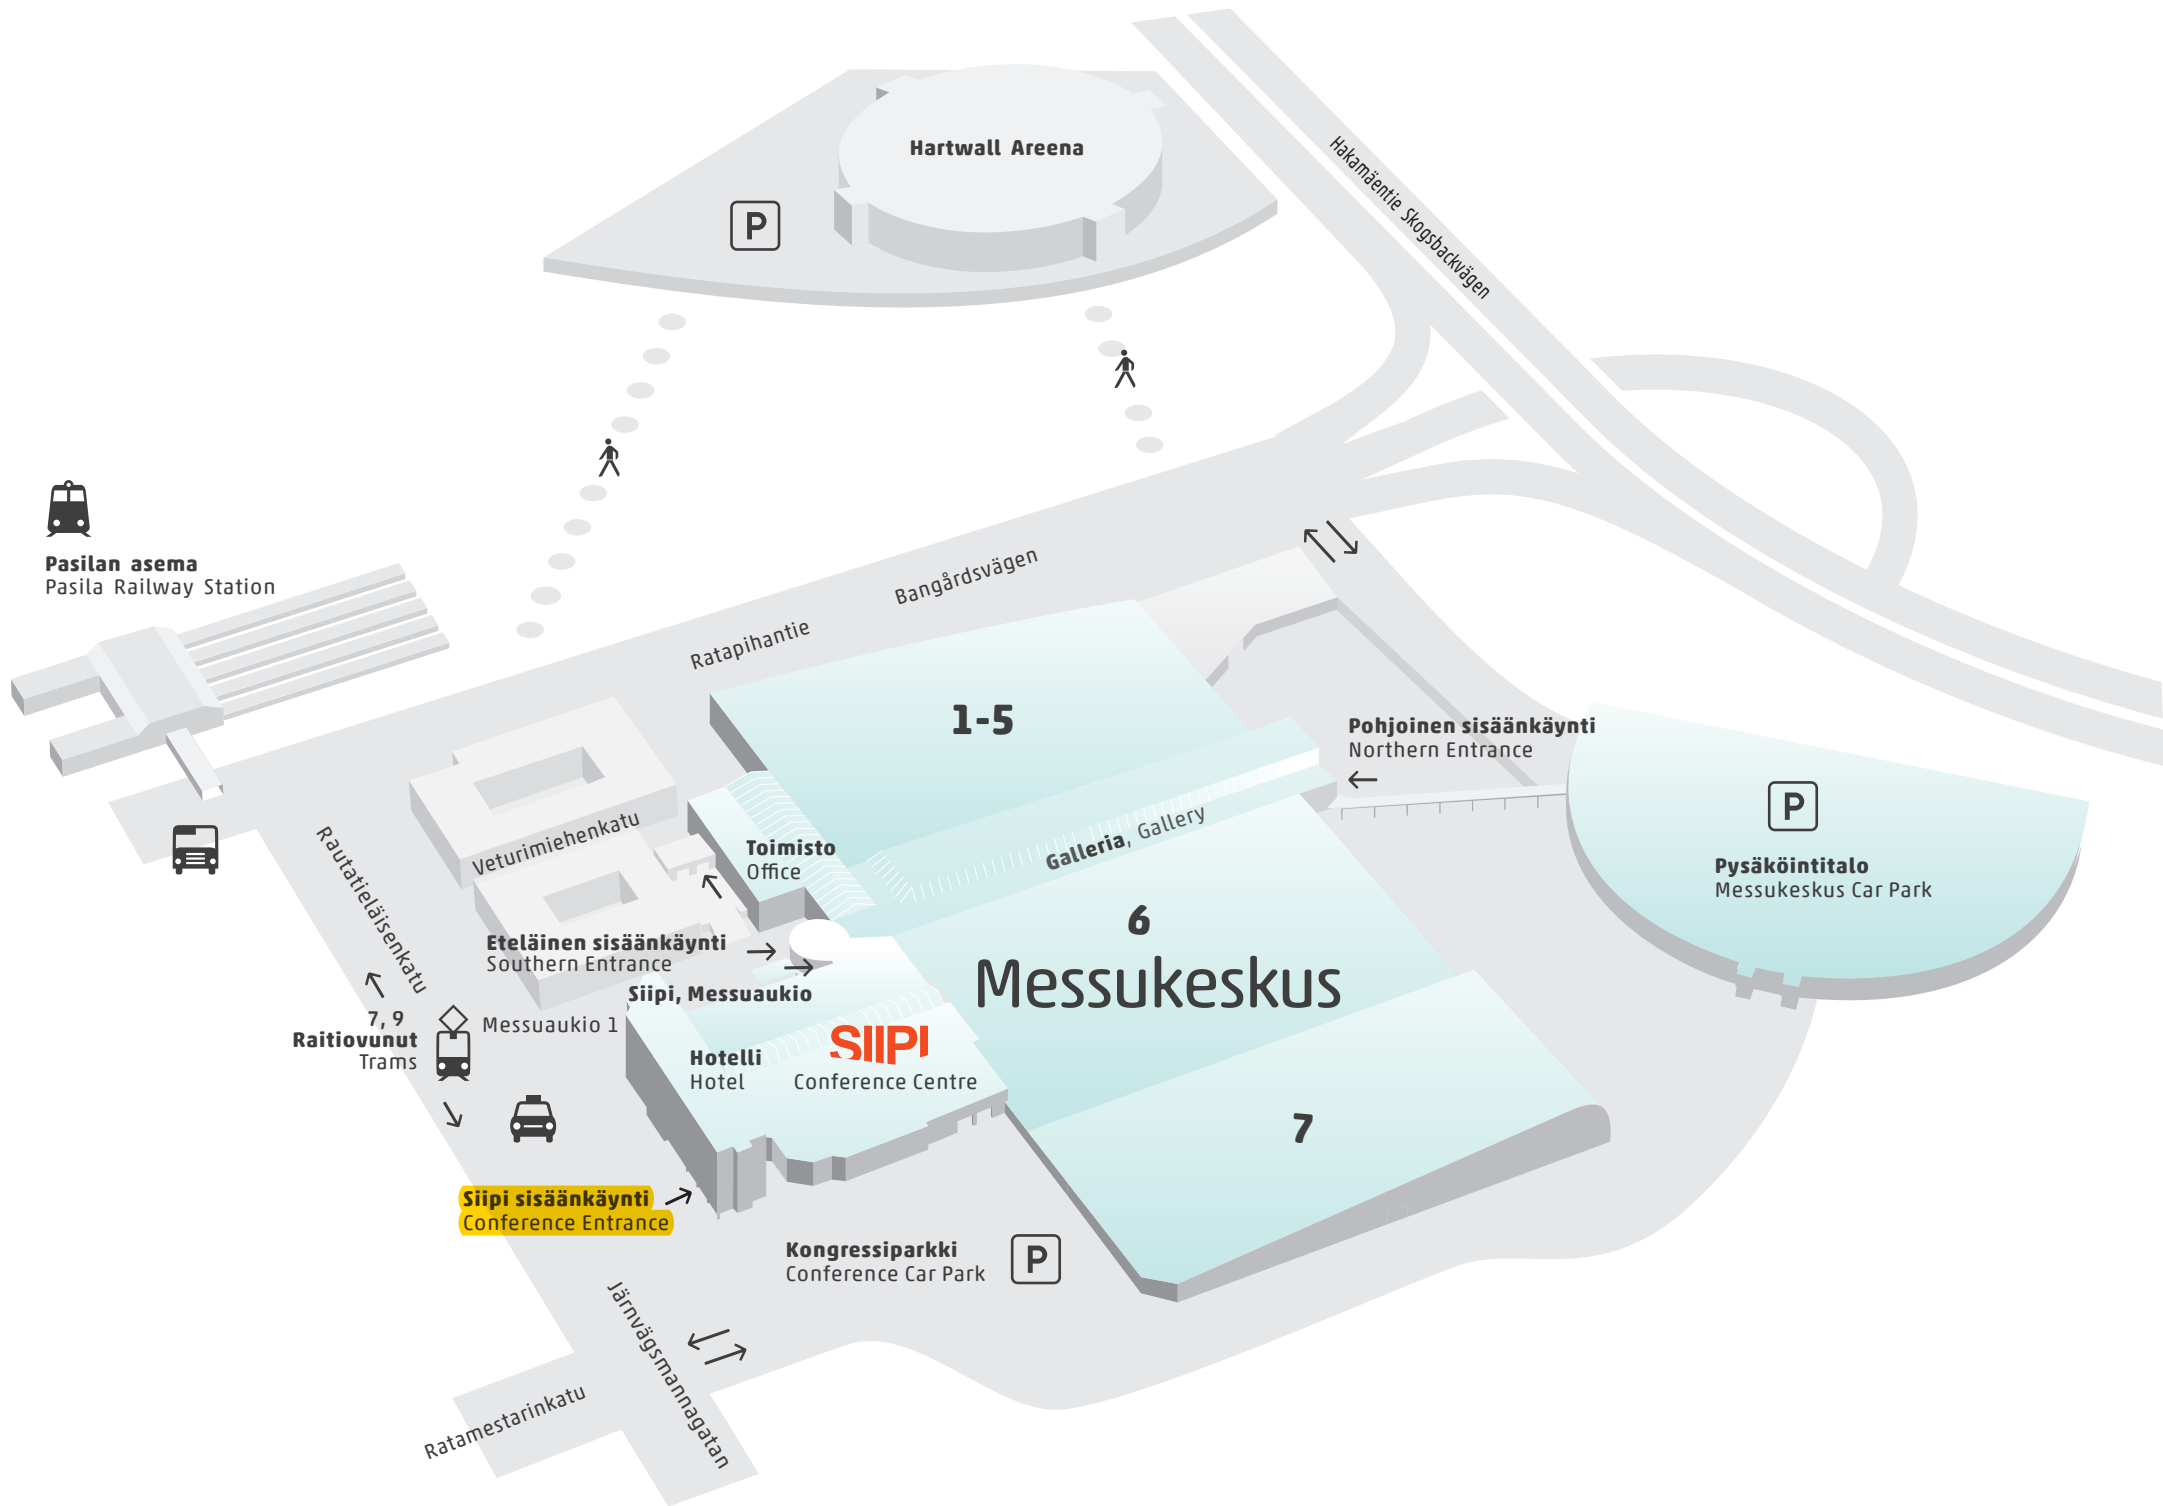 Hartwall Areena
P
Hakamäentie Skogsbackvägen
Pasilan asema
Pasila Railway Station
Bangårdsvägen
Ratapihantie
1-5
Pohjoinen sisäänkäynti
Northern Entrance
P
Pysäköintitalo
Messukeskus Car Park
Galleria, Gallery
Veturimiehenkatu
Toimisto
Office
Rautatieläisenkatu
6
Messukeskus
Eteläinen sisäänkäynti
Southern Entrance
Siipi, Messuaukio
7, 9
Raitiovunut
Trams
Messuaukio 1
Hotelli
Hotel
SIIPI
Conference Centre
7
Siipi sisäänkäynti
Conference Entrance
Kongressiparkki
Conference Car Park
P
Järnvägsmannagatan
Ratamestarinkatu